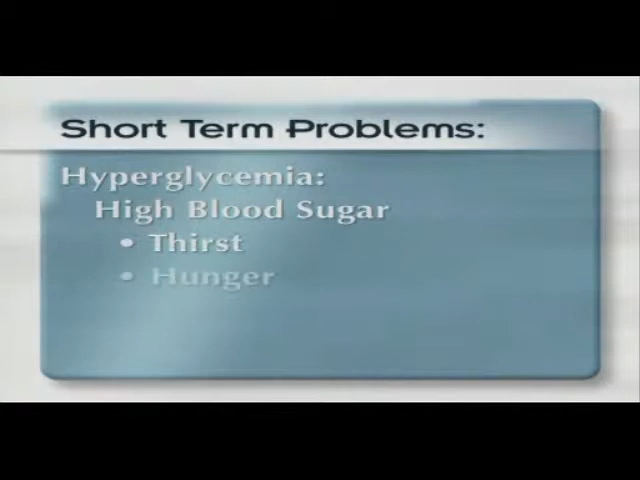 Short Term Problems:
Hyperglycemia:
High Blood Sugar
• Thirst
• Hunger